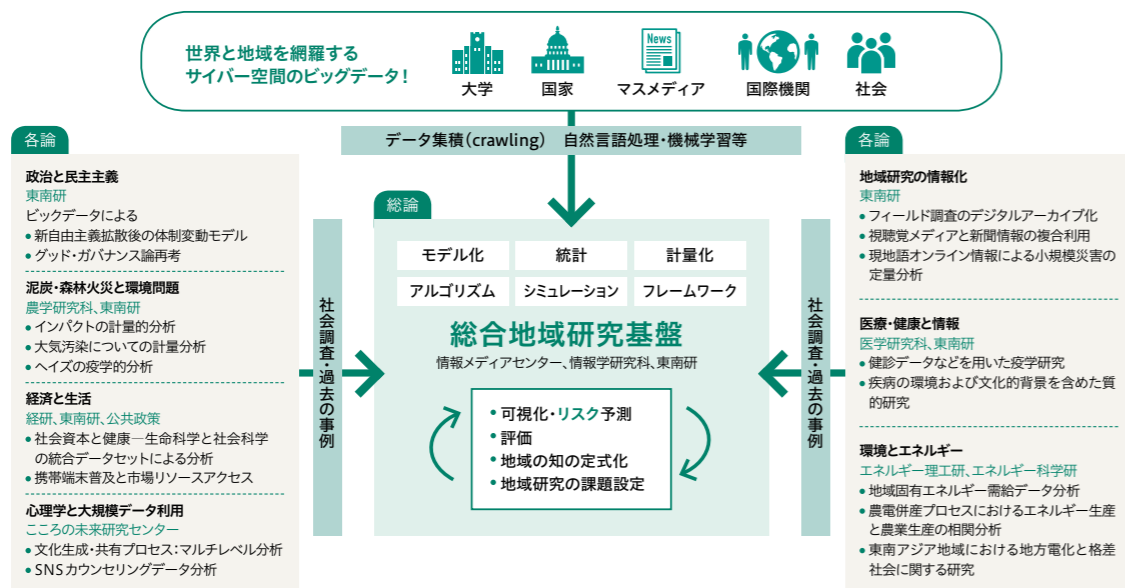 世界と地域を網羅する
サイバー空間のビッグデータ!
News
大学
国家
マスメディア
国際機関
社会
データ集積(crawling) 自然言語処理・機械学習等
各論
政治と民主主義
東南研
ビックデータによる
• 新自由主義拡散後の体制変動モデル
• グッド・ガバナンス論再考
泥炭・森林火災と環境問題
農学研究科、東南研
• インパクトの計量的分析
• 大気汚染についての計量分析
• ヘイズの疫学的分析
経済と生活
経研、東南研、公共政策
• 社会資本と健康―生命科学と社会科学
の統合データセットによる分析
• 携帯端末普及と市場リソースアクセス
心理学と大規模データ利用
こころの未来研究センター
• 文化生成・共有プロセス:マルチレベル分析
• SNSカウンセリングデータ分析
社会調査・過去の事例
総論
モデル化
統計
計量化
アルゴリズム
シミュレーション
フレームワーク
総合地域研究基盤
情報メディアセンター、情報学研究科、東南研
• 可視化・リスク予測
• 評価
• 地域の知の定式化
• 地域研究の課題設定
社会調査・過去の事例
各論
地域研究の情報化
東南研
• フィールド調査のデジタルアーカイブ化
• 視聴覚メディアと新聞情報の複合利用
• 現地語オンライン情報による小規模災害の
定量分析
医療・健康と情報
医学研究科、東南研
• 健診データなどを用いた疫学研究
• 疾病の環境および文化的背景を含めた質
的研究
環境とエネルギー
エネルギー理工研、エネルギー科学研
• 地域固有エネルギー需給データ分析
• 農電併産プロセスにおけるエネルギー生産
と農業生産の相関分析
• 東南アジア地域における地方電化と格差
社会に関する研究